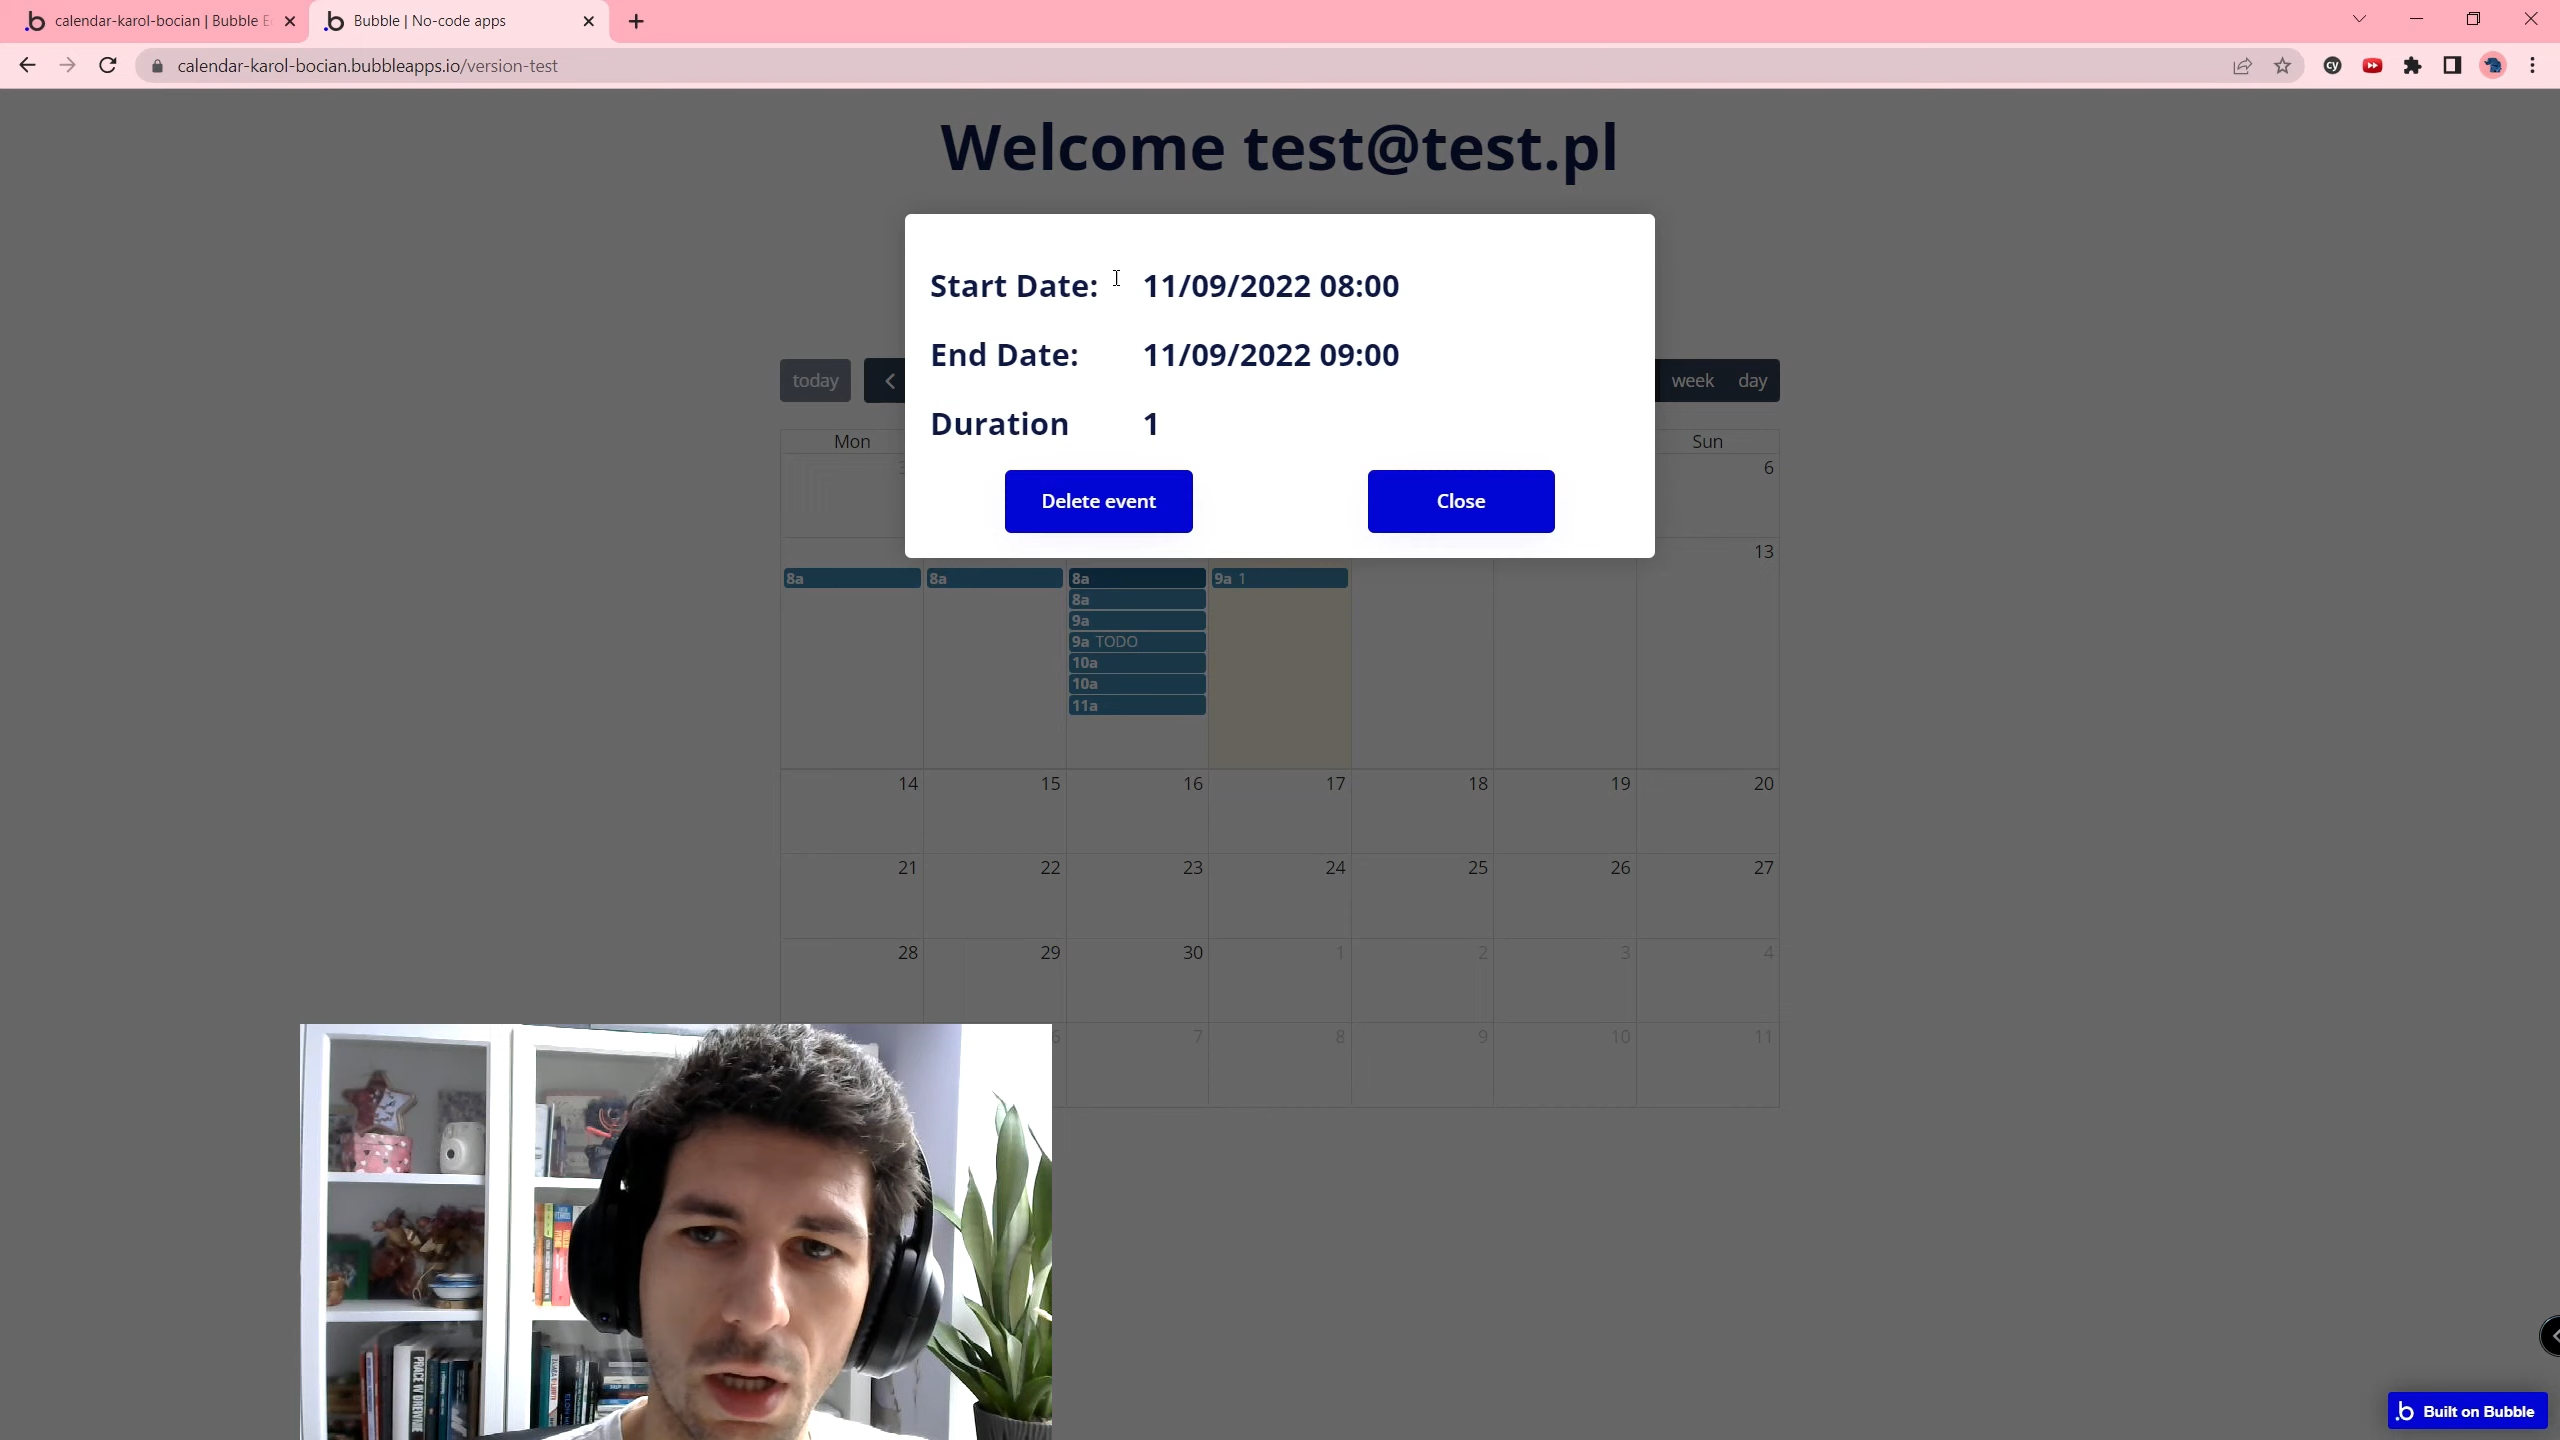 calendar-karol-bocian | Bubble E
Bubble | No-code apps
calendar-karol-bocian.bubbleapps.io/version-test
Welcome test@test.pl
Start Date: 11/09/2022 08:00
End Date: 11/09/2022 09:00
Duration 1
Delete event Close
today week day
Mon Sun
6
13
8a 8a 8a 9a 1
8a
9a
9a TODO
10a
10a
11a
14 15 16 17 18 19 20
21 22 23 24 25 26 27
28 29 30 1 2 3 4
6 7 8 9 10 11
PRACE W DREWNIE
Built on Bubble